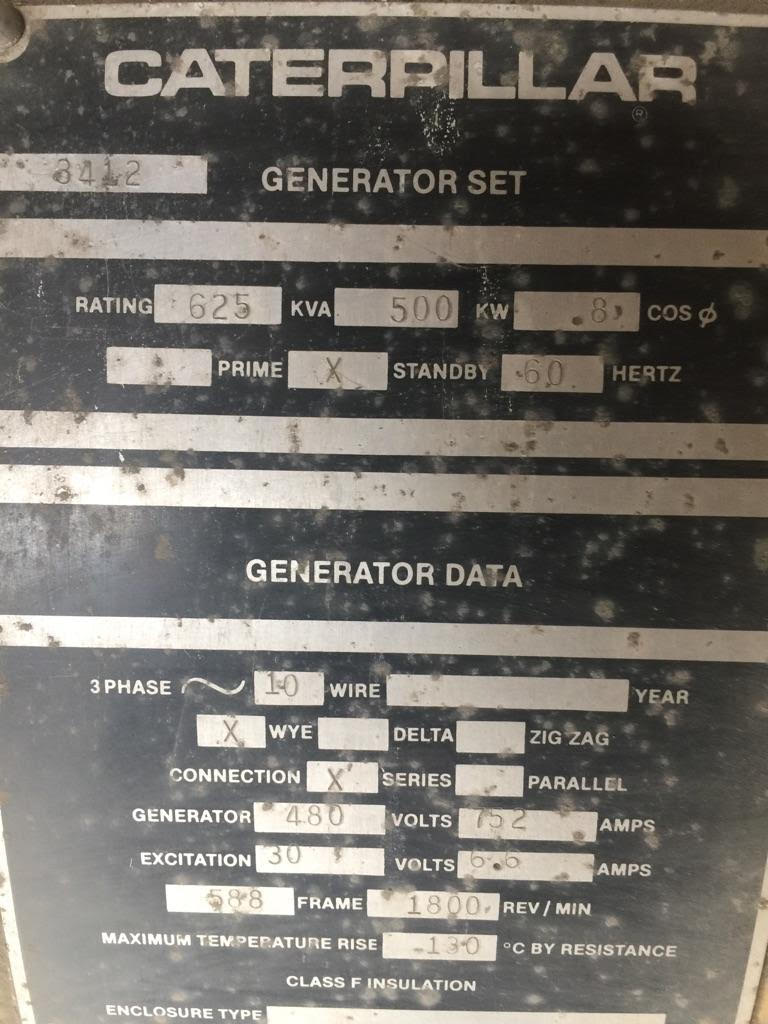 CATERPILLAR ®
3412 GENERATOR SET
RATING 625 KVA 500 KW .8 COS ϕ
PRIME X STANDBY 60 HERTZ
GENERATOR DATA
3 PHASE 10 WIRE YEAR
X WYE DELTA ZIG ZAG
CONNECTION X SERIES PARALLEL
GENERATOR 480 VOLTS 752 AMPS
EXCITATION 30 VOLTS 6.6 AMPS
588 FRAME 1800 REV / MIN
MAXIMUM TEMPERATURE RISE 130 °C BY RESISTANCE
CLASS F INSULATION
ENCLOSURE TYPE